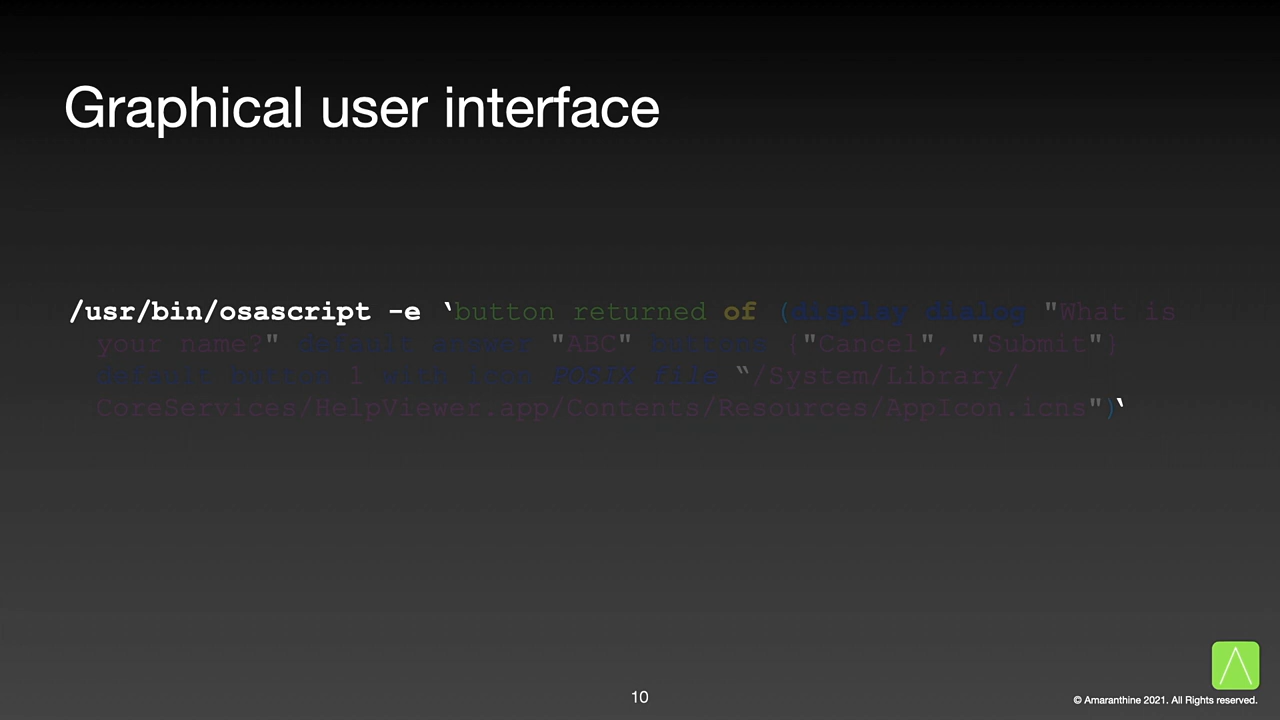 Graphical user interface
/usr/bin/osascript -e ‘button returned of (display dialog "What is
your name?" default answer "ABC" buttons {"Cancel", "Submit"}
default button 1 with icon POSIX file “/System/Library/
CoreServices/HelpViewer.app/Contents/Resources/AppIcon.icns")‘
10
© Amaranthine 2021. All Rights reserved.